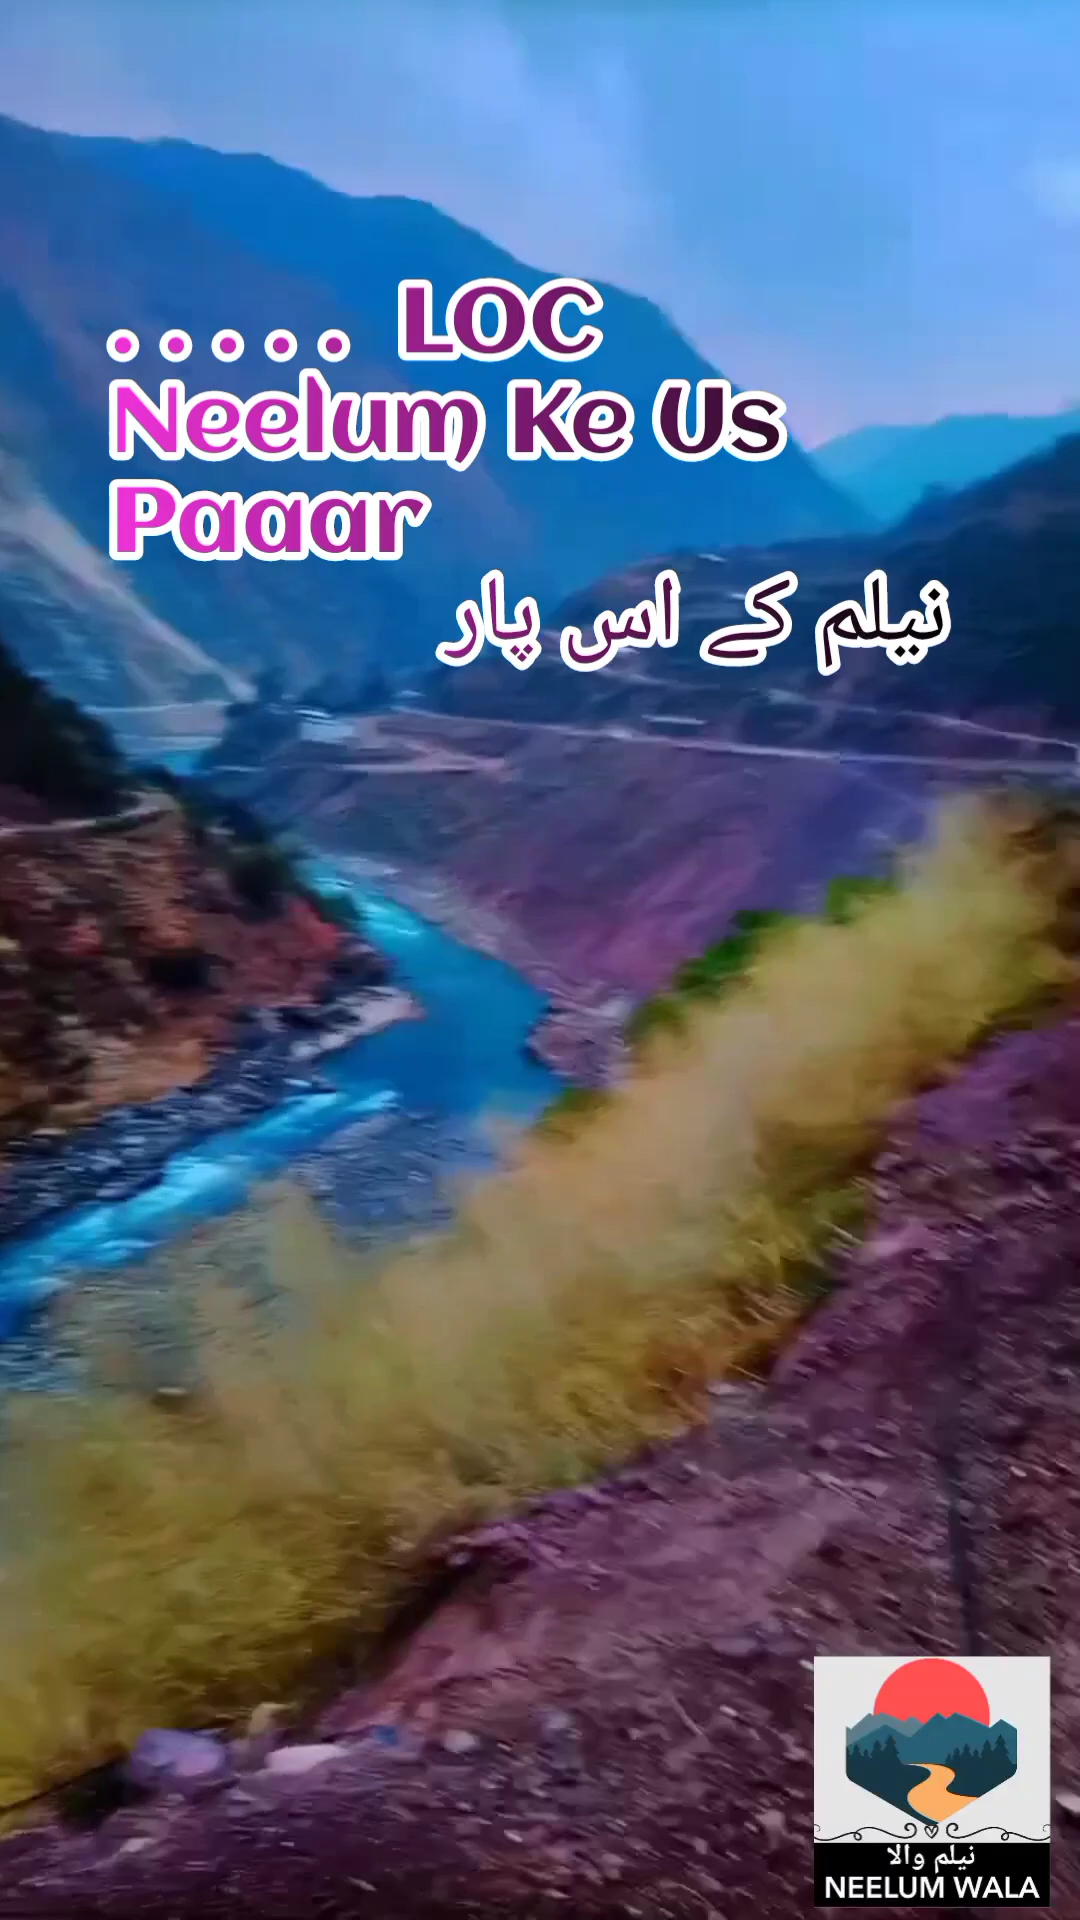 ..... LOC
Neelum Ke Us
Paaar
نیلم کے اس پار
نیلم والا
NEELUM WALA